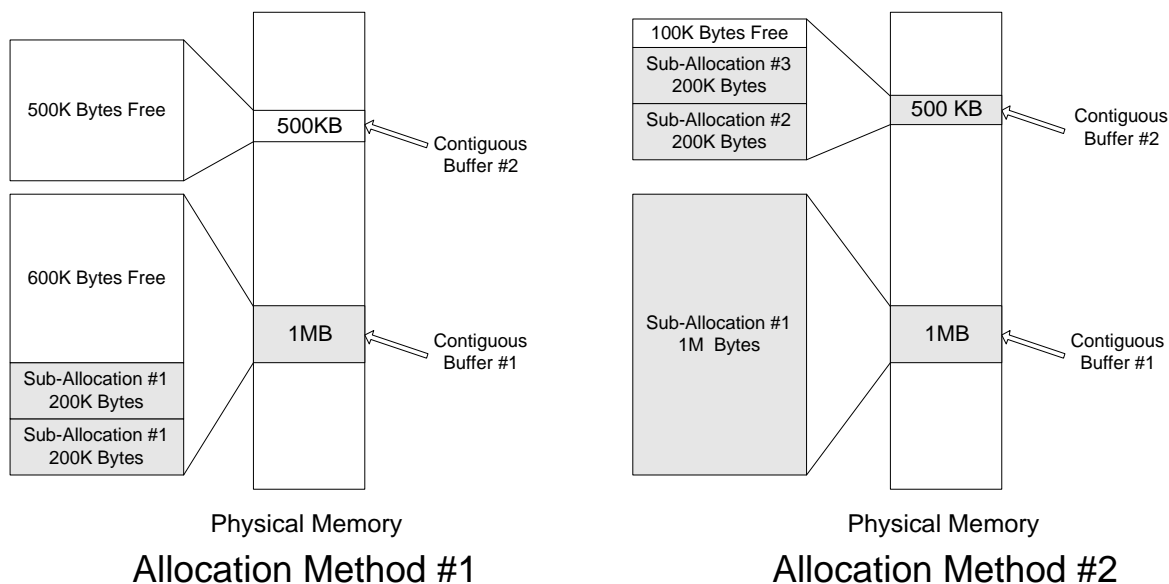 500K Bytes Free
500KB
Contiguous
Buffer #2
600K Bytes Free
1MB
Contiguous
Buffer #1
Sub-Allocation #1
200K Bytes
Sub-Allocation #1
200K Bytes
Physical Memory
Allocation Method #1
100K Bytes Free
Sub-Allocation #3
200K Bytes
Sub-Allocation #2
200K Bytes
500 KB
Contiguous
Buffer #2
Sub-Allocation #1
1M Bytes
1MB
Contiguous
Buffer #1
Physical Memory
Allocation Method #2